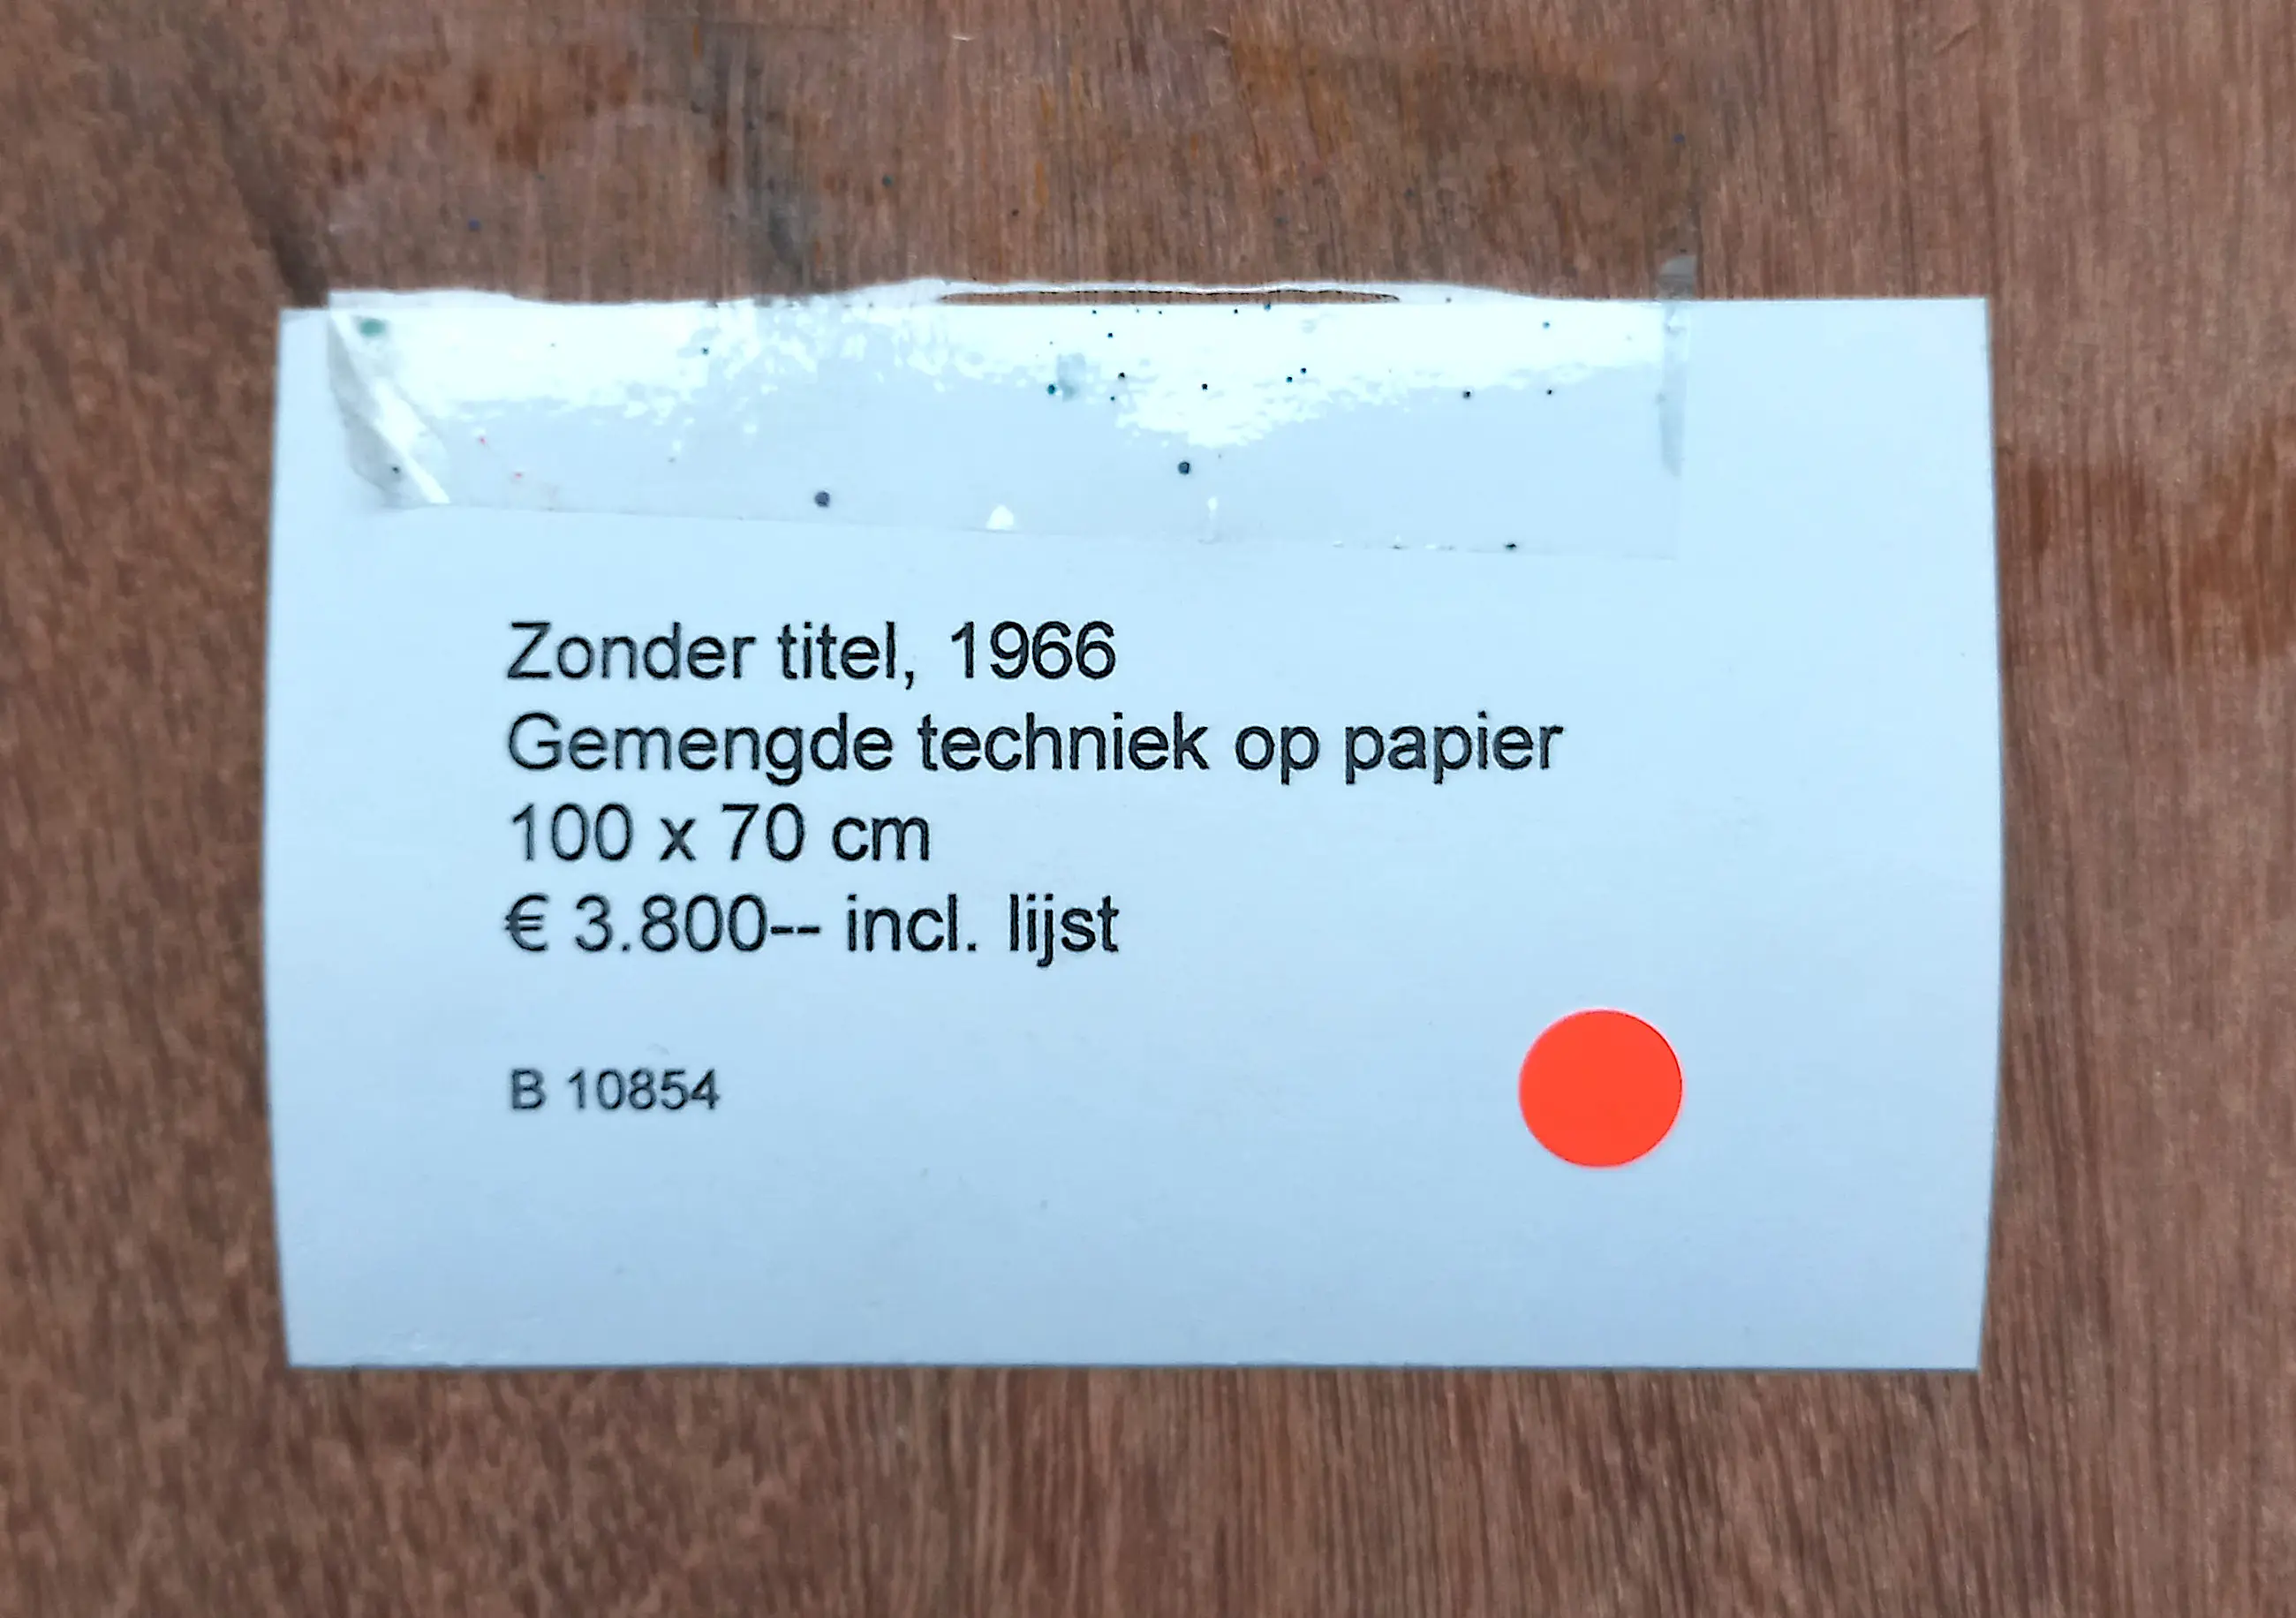 Zonder titel, 1966
Gemengde techniek op papier
100 x 70 cm
€ 3.800-- incl. lijst
B 10854